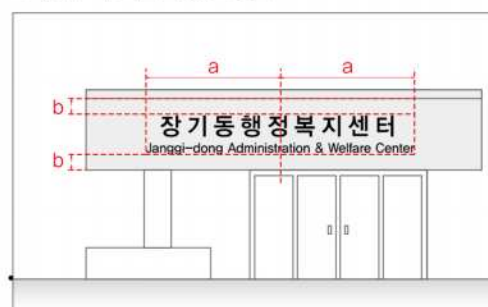 a a
b
장기동행정복지센터
Janggi-dong Administration & Welfare Center
b